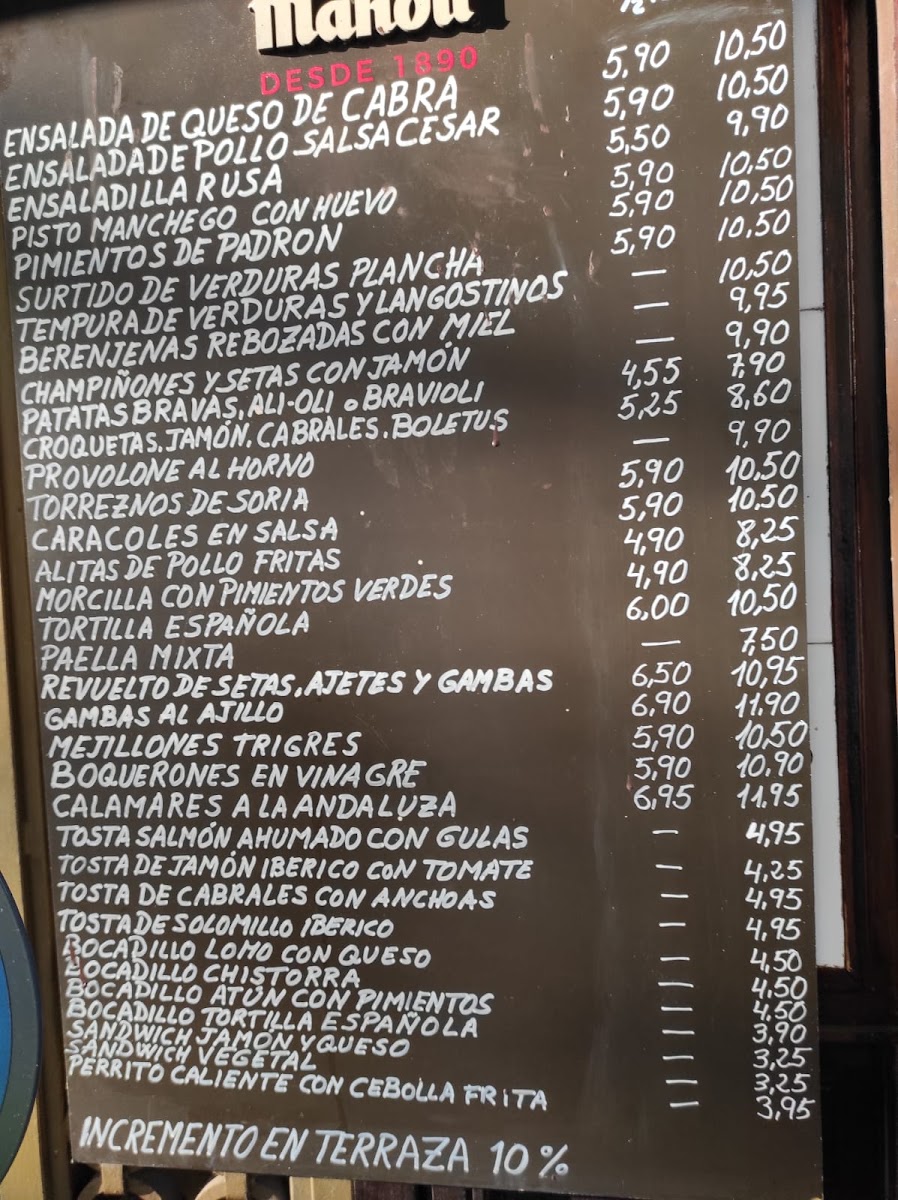 Mahou
DESDE 1890
ENSALADA DE QUESO DE CABRA 5,90 10,50
ENSALADA DE POLLO SALSA CESAR 5,90 10,50
ENSALADILLA RUSA 5,50 9,90
PISTO MANCHEGO CON HUEVO 5,90 10,50
PIMIENTOS DE PADRON 5,90 10,50
SURTIDO DE VERDURAS PLANCHA 5,90 10,50
TEMPURA DE VERDURAS Y LANGOSTINOS — 10,50
BERENJENAS REBOZADAS CON MIEL — 9,95
CHAMPIÑONES Y SETAS CON JAMÓN — 9,90
PATATAS BRAVAS, ALI-OLI o BRAVIOLI 4,55 7,90
CROQUETAS. JAMÓN. CABRALES. BOLETUS 5,25 8,60
PROVOLONE AL HORNO — 9,90
TORREZNOS DE SORIA 5,90 10,50
CARACOLES EN SALSA 5,90 10,50
ALITAS DE POLLO FRITAS 4,90 8,25
MORCILLA CON PIMIENTOS VERDES 4,90 8,25
TORTILLA ESPAÑOLA 6,00 10,50
PAELLA MIXTA — 7,50
REVUELTO DE SETAS, AJETES Y GAMBAS 6,50 10,95
GAMBAS AL AJILLO 6,90 11,90
MEJILLONES TRIGRES 5,90 10,50
BOQUERONES EN VINAGRE 5,90 10,90
CALAMARES A LA ANDALUZA 6,95 11,95
TOSTA SALMÓN AHUMADO CON GULAS — 4,95
TOSTA DE JAMÓN IBERICO CON TOMATE — 4,25
TOSTA DE CABRALES CON ANCHOAS — 4,95
TOSTA DE SOLOMILLO IBERICO — 4,95
BOCADILLO LOMO CON QUESO — 4,50
BOCADILLO CHISTORRA — 4,50
BOCADILLO ATÚN CON PIMIENTOS — 4,50
BOCADILLO TORTILLA ESPAÑOLA — 3,90
SANDWICH JAMÓN Y QUESO — 3,25
SANDWICH VEGETAL — 3,25
PERRITO CALIENTE CON CEBOLLA FRITA — 3,95
INCREMENTO EN TERRAZA 10%